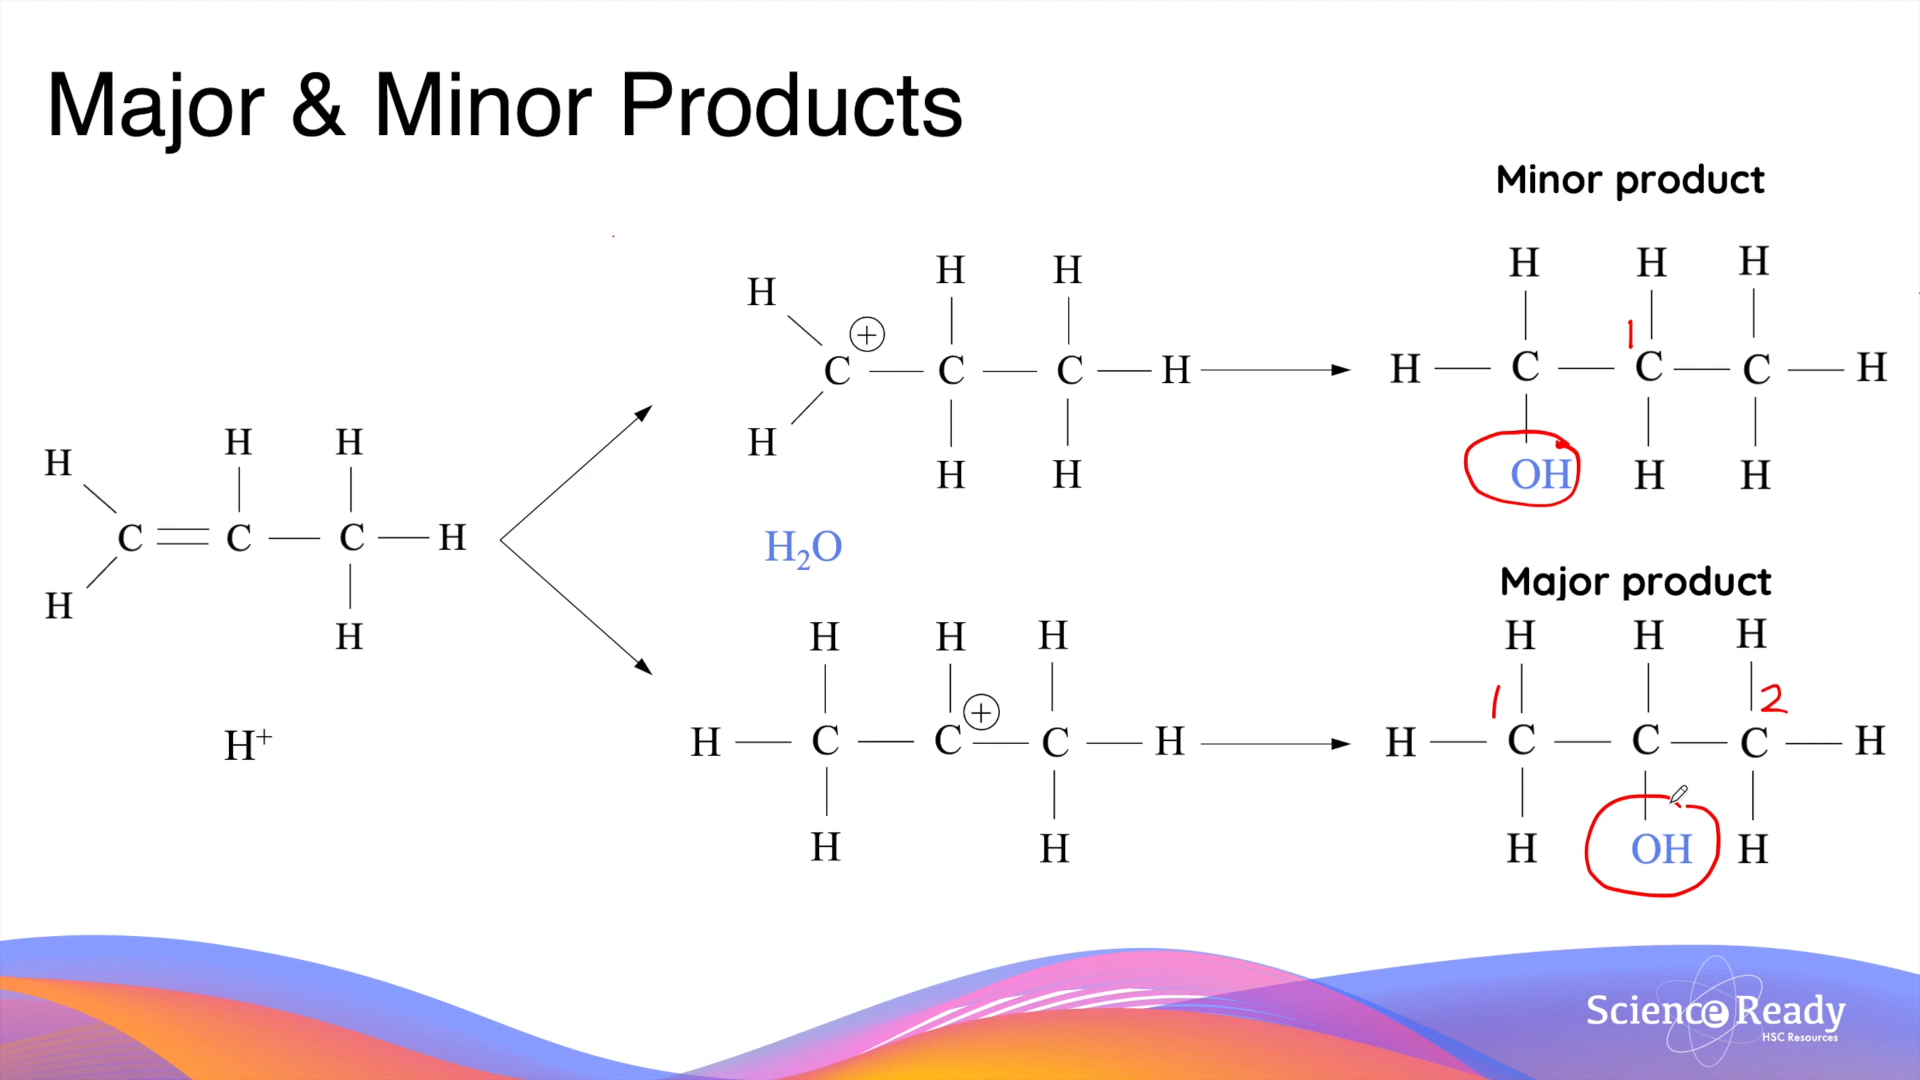 Major & Minor Products
Minor product
H H H
H H H
H
1
C + C C H
H C C C H
H
H H
OH H H
H H H
H
C C C H
H₂O
H
H
Major product
H H H
H H H
1 2
+
H C C C H
H C C C H
H⁺
H H
H OH H
Science Ready
HSC Resources